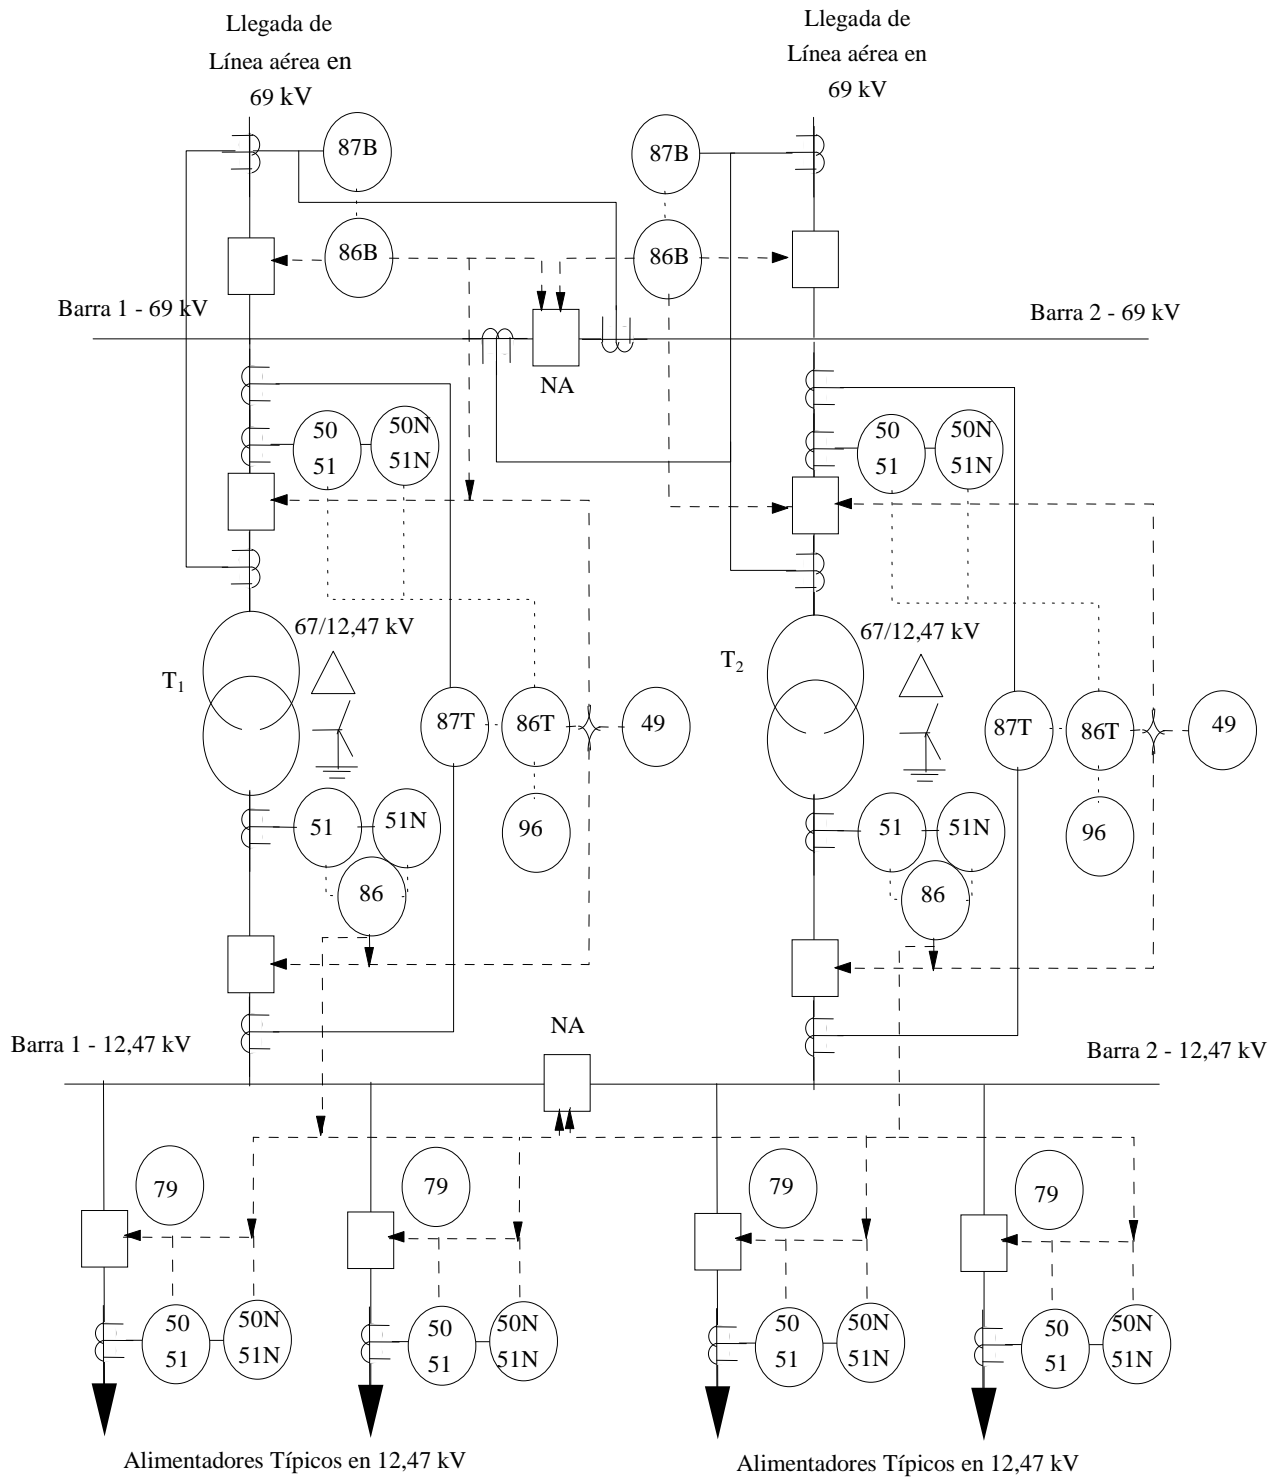 Llegada de
Línea aérea en
69 kV
Llegada de
Línea aérea en
69 kV
87B
87B
86B
86B
Barra 1 - 69 kV
Barra 2 - 69 kV
NA
50
51
50N
51N
50
51
50N
51N
67/12,47 kV
67/12,47 kV
T1
T2
87T
86T
49
87T
86T
49
51
51N
96
51
51N
96
86
86
NA
Barra 1 - 12,47 kV
Barra 2 - 12,47 kV
79
79
79
79
50
51
50N
51N
50
51
50N
51N
50
51
50N
51N
50
51
50N
51N
Alimentadores Típicos en 12,47 kV
Alimentadores Típicos en 12,47 kV